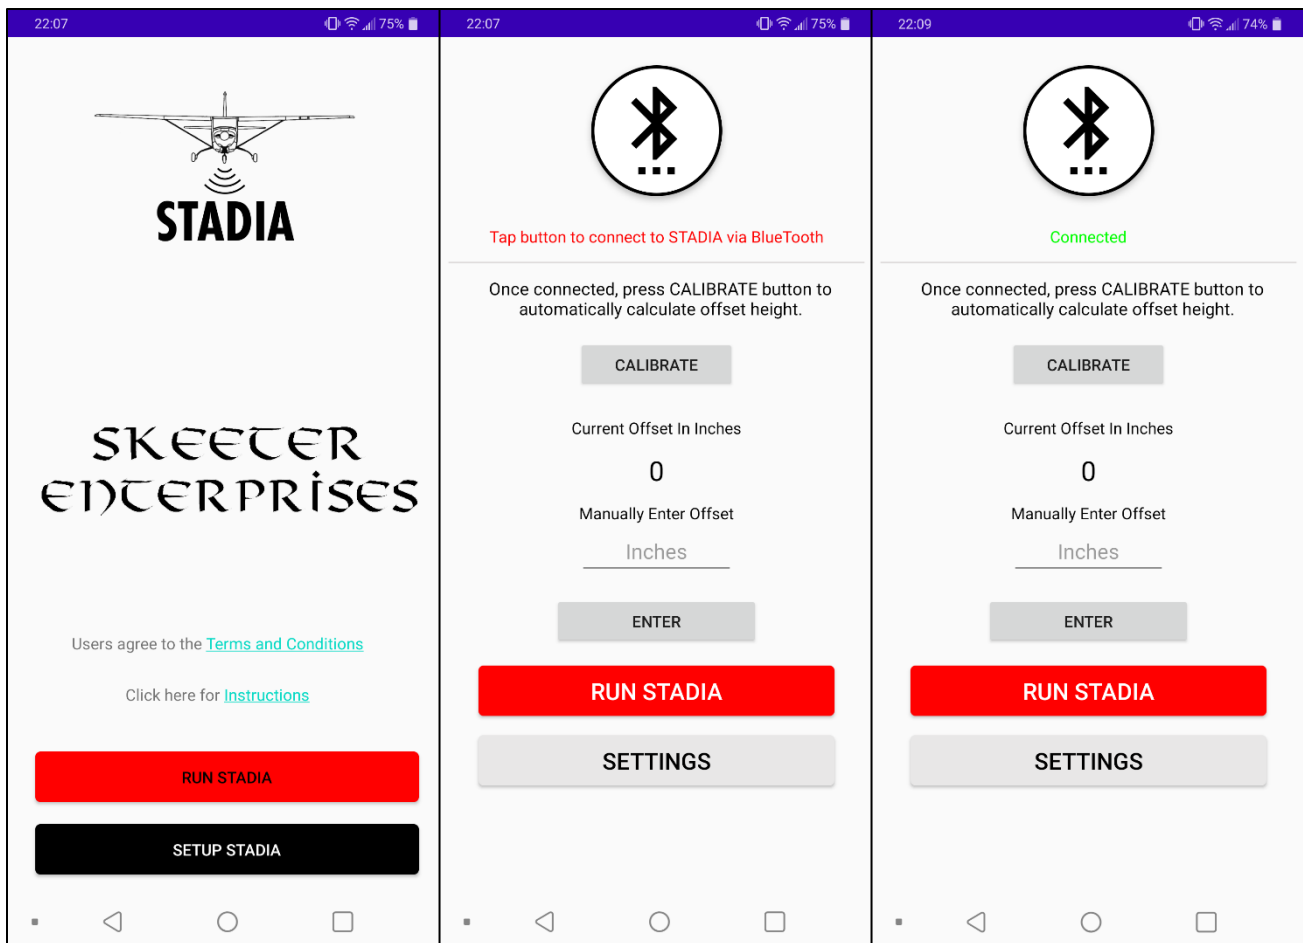 22:07
75%
STADIA
SKEETER
ENTERPRISES
Users agree to the Terms and Conditions
Click here for Instructions
RUN STADIA
SETUP STADIA
22:07
75%
Tap button to connect to STADIA via BlueTooth
Once connected, press CALIBRATE button to
automatically calculate offset height.
CALIBRATE
Current Offset In Inches
0
Manually Enter Offset
Inches
ENTER
RUN STADIA
SETTINGS
22:09
74%
Connected
Once connected, press CALIBRATE button to
automatically calculate offset height.
CALIBRATE
Current Offset In Inches
0
Manually Enter Offset
Inches
ENTER
RUN STADIA
SETTINGS